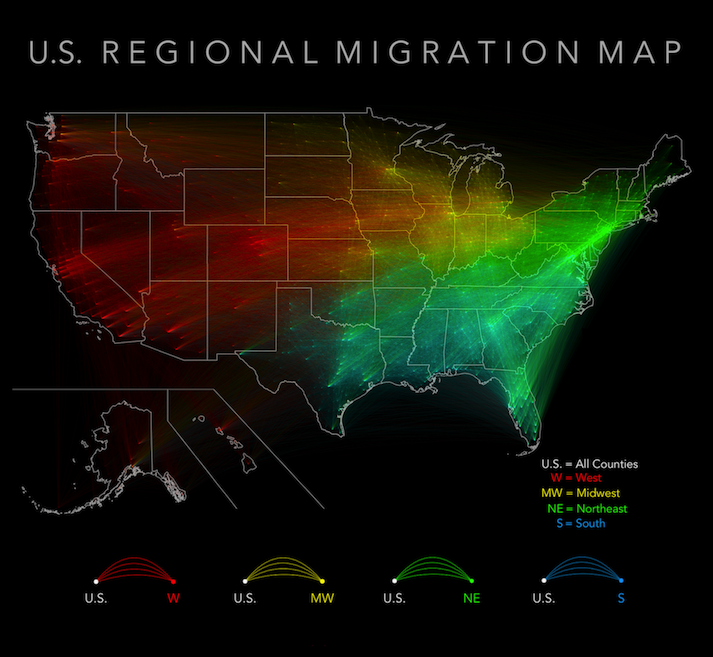 U.S. REGIONAL MIGRATION MAP
U.S. = All Counties
W = West
MW = Midwest
NE = Northeast
S = South
U.S. W U.S. MW U.S. NE U.S. S